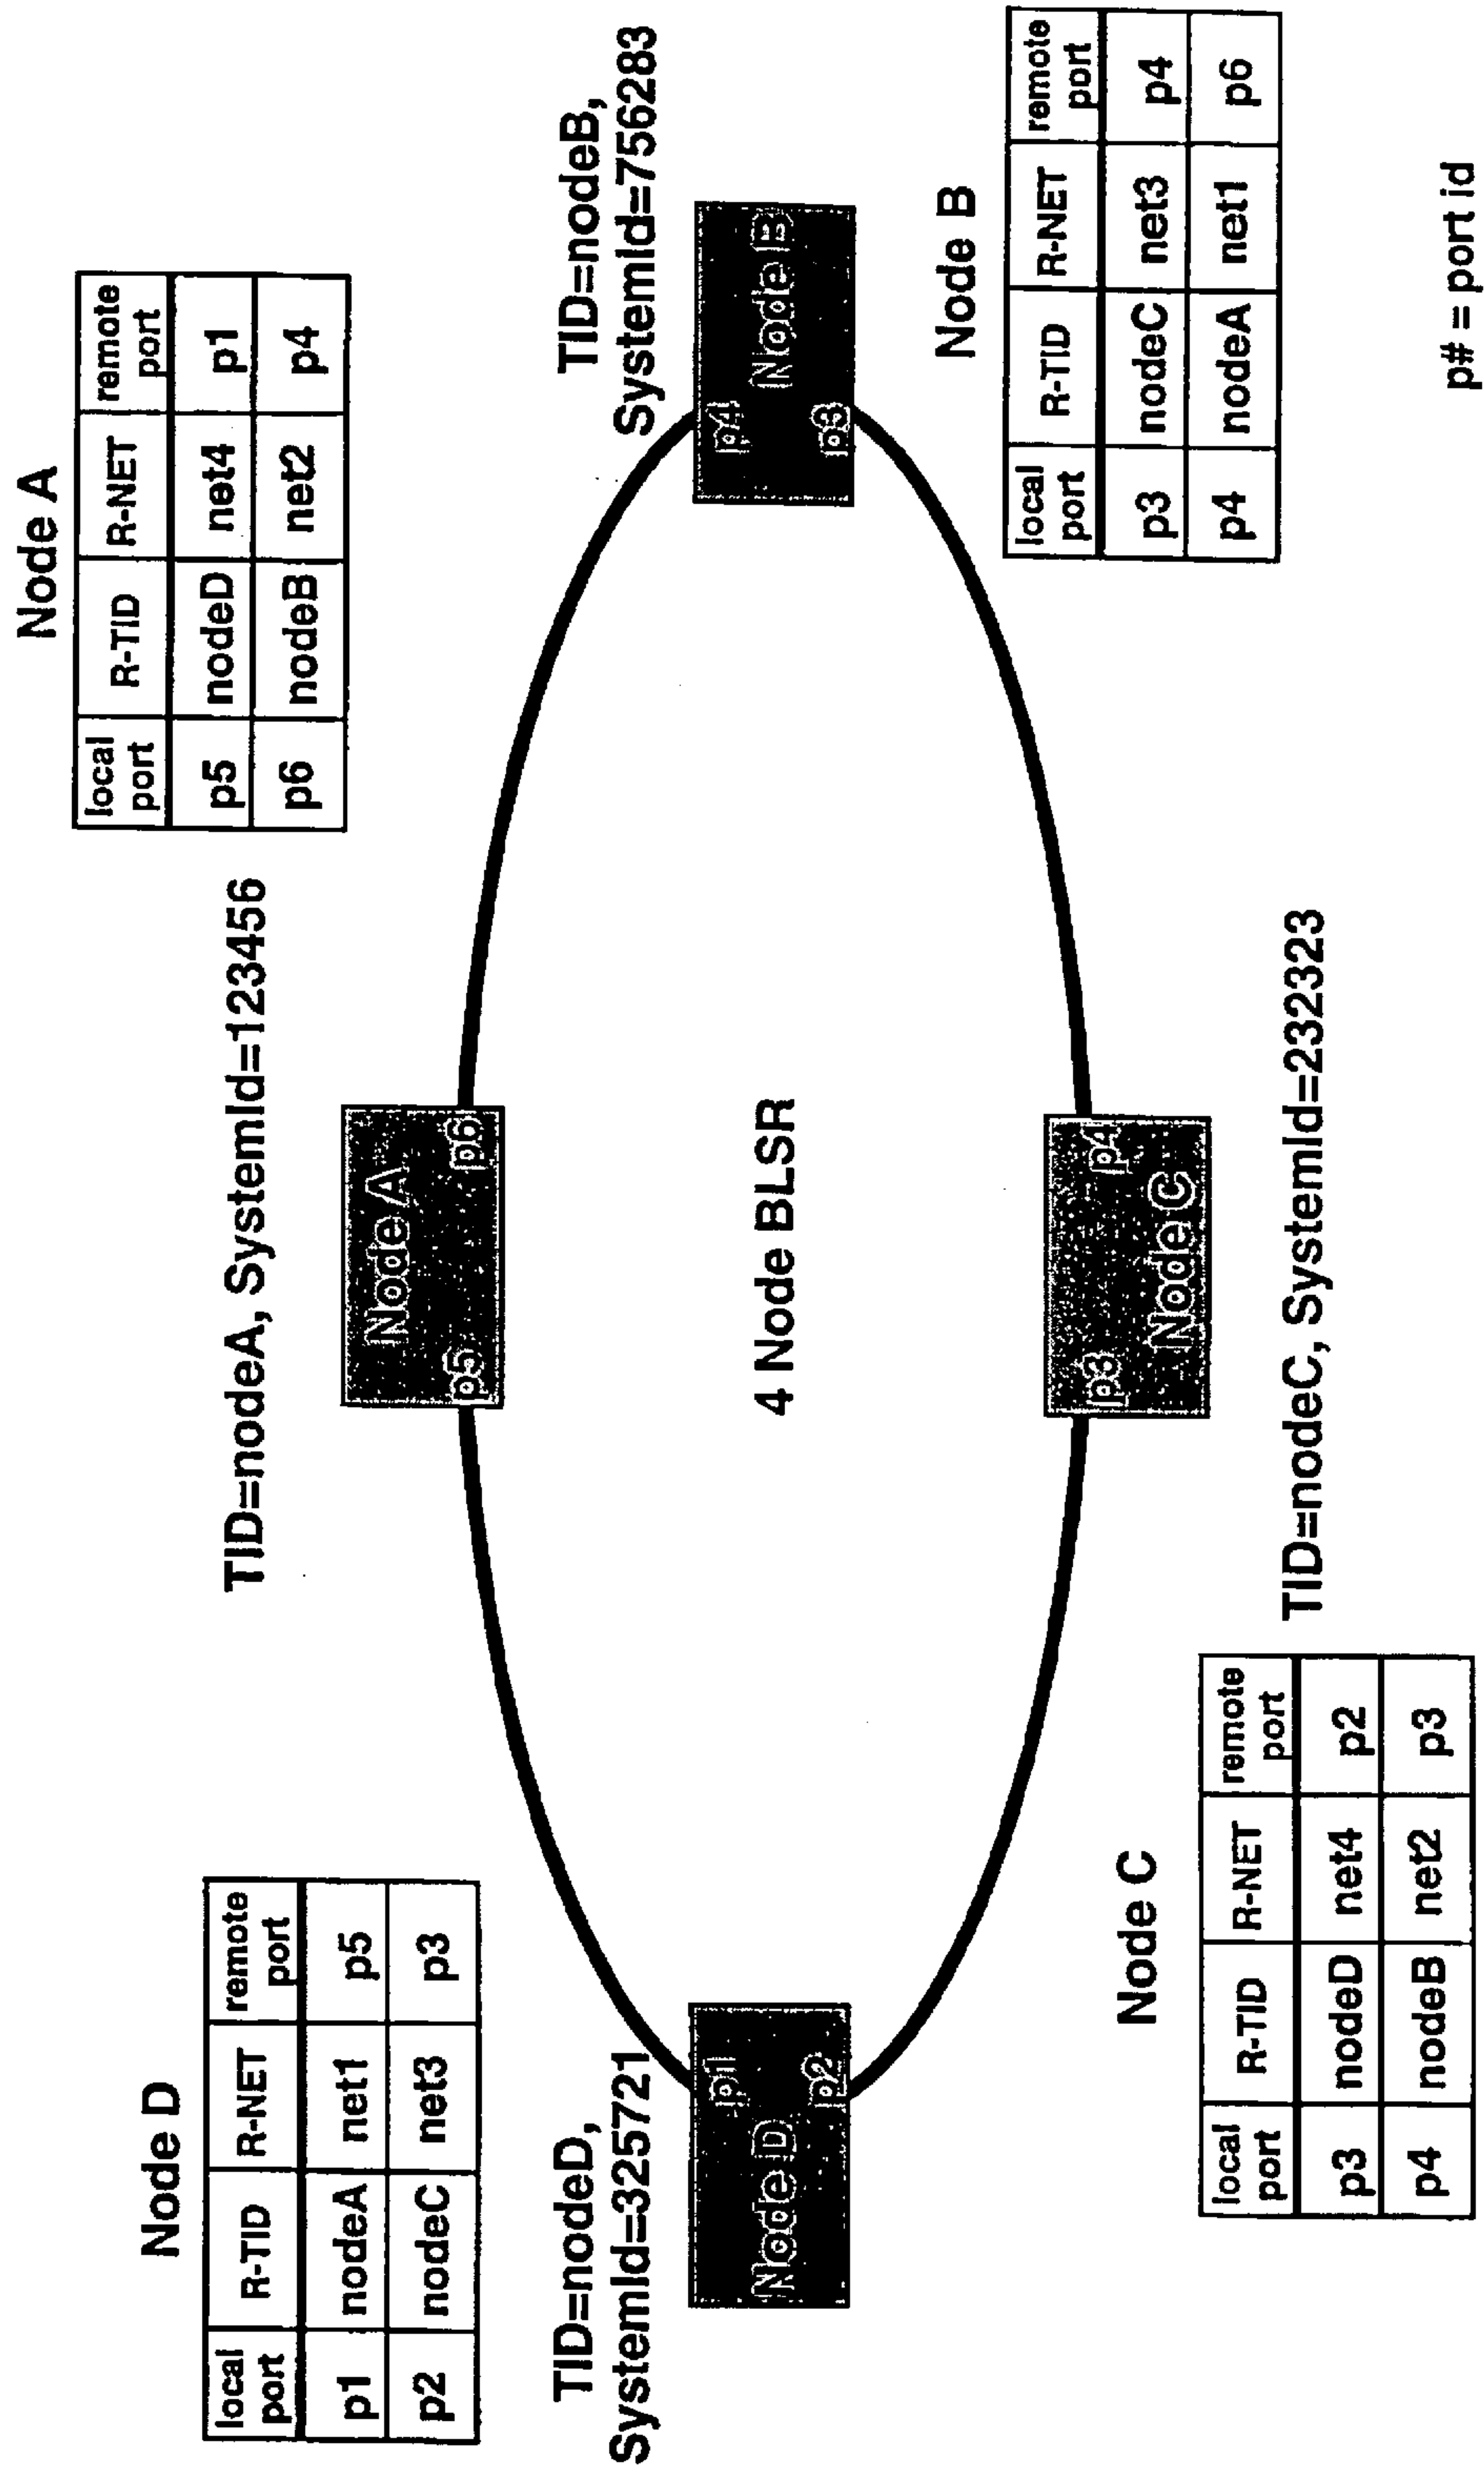 Node D
local port | R-TID | R-NET | remote port
p1 | nodeA | net1 | p5
p2 | nodeC | net3 | p3
TID=nodeD,
SystemId=325721
Node D
p1
p2
TID=nodeA, SystemId=123456
Node A
p5
p6
Node A
local port | R-TID | R-NET | remote port
p5 | nodeD | net4 | p1
p6 | nodeB | net2 | p4
TID=nodeB,
SystemId=756283
p4
Node B
p3
4 Node BLSR
Node C
local port | R-TID | R-NET | remote port
p3 | nodeD | net4 | p2
p4 | nodeB | net2 | p3
p3
p4
Node C
TID=nodeC, SystemId=232323
Node B
local port | R-TID | R-NET | remote port
p3 | nodeC | net3 | p4
p4 | nodeA | net1 | p6
p# = port id